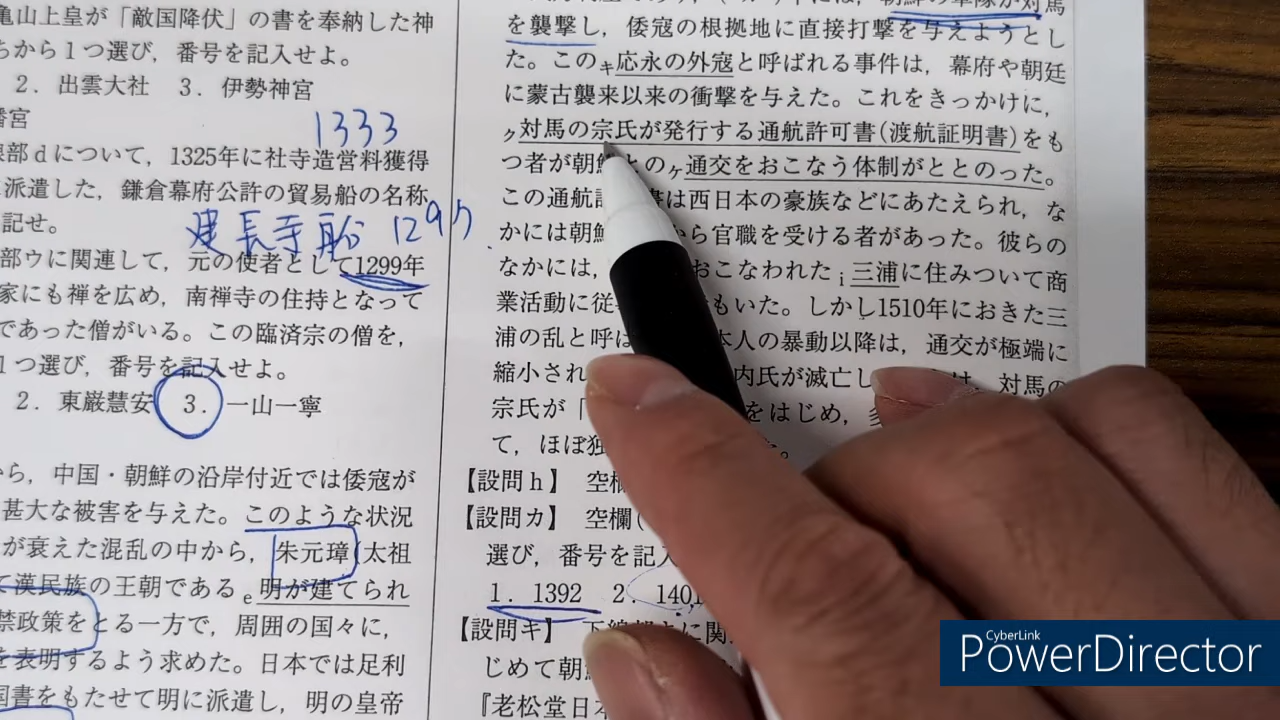 亀山上皇が「敵国降伏」の書を奉納した神
ちから1つ選び，番号を記入せよ。
2．出雲大社 3．伊勢神宮
幡宮
1333
線部dについて，1325年に社寺造営料獲得
派遣した，鎌倉幕府公許の貿易船の名称
記せ。
建長寺船 1295
部ウに関連して，元の使者として1299年
家にも禅を広め，南禅寺の住持となって
であった僧がいる。この臨済宗の僧を，
1つ選び，番号を記入せよ。
2．東巌慧安 3．一山一寧
から，中国・朝鮮の沿岸付近では倭寇が
甚大な被害を与えた。このような状況
が衰えた混乱の中から，朱元璋(太祖
て漢民族の王朝である e明が建てられ
禁政策をとる一方で，周囲の国々に，
を表明するよう求めた。日本では足利
国書をもたせて明に派遣し，明の皇帝
朝鮮の軍隊が対馬
を襲撃し，倭寇の根拠地に直接打撃を与えようとし
た。このキ応永の外寇と呼ばれる事件は，幕府や朝廷
に蒙古襲来以来の衝撃を与えた。これをきっかけに，
ク対馬の宗氏が発行する通航許可書(渡航証明書)をも
つ者が朝鮮とのケ通交をおこなう体制がととのった。
この通航許 書は西日本の豪族などにあたえられ，な
かには朝鮮 から官職を受ける者があった。彼らの
なかには， おこなわれた i三浦に住みついて商
業活動に従 もいた。しかし1510年におきた三
浦の乱と呼ば 本人の暴動以降は，通交が極端に
縮小され 内氏が滅亡し は，対馬の
宗氏が「 をはじめ，
て，ほぼ独 た。
【設問h】 空欄
【設問カ】 空欄(
選び，番号を記入
1．1392 2．1401
【設問キ】 下線部キに関
じめて朝鮮
『老松堂日本
CyberLink
PowerDirector